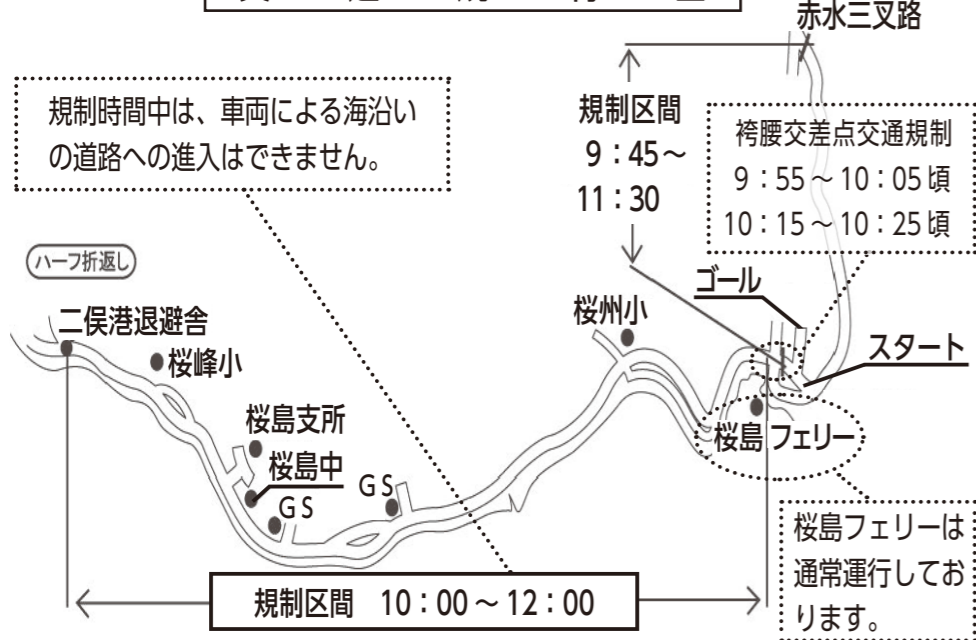 赤水三叉路
規制時間中は、車両による海沿い
の道路への進入はできません。
規制区間
9:45~
11:30
袴腰交差点交通規制
9:55~10:05頃
10:15~10:25頃
ハーフ折返し
ゴール
桜州小
スタート
二俣港退避舎
桜峰小
桜島支所
桜島中
GS
GS
桜島フェリー
桜島フェリーは
通常運行してお
ります。
規制区間 10:00~12:00